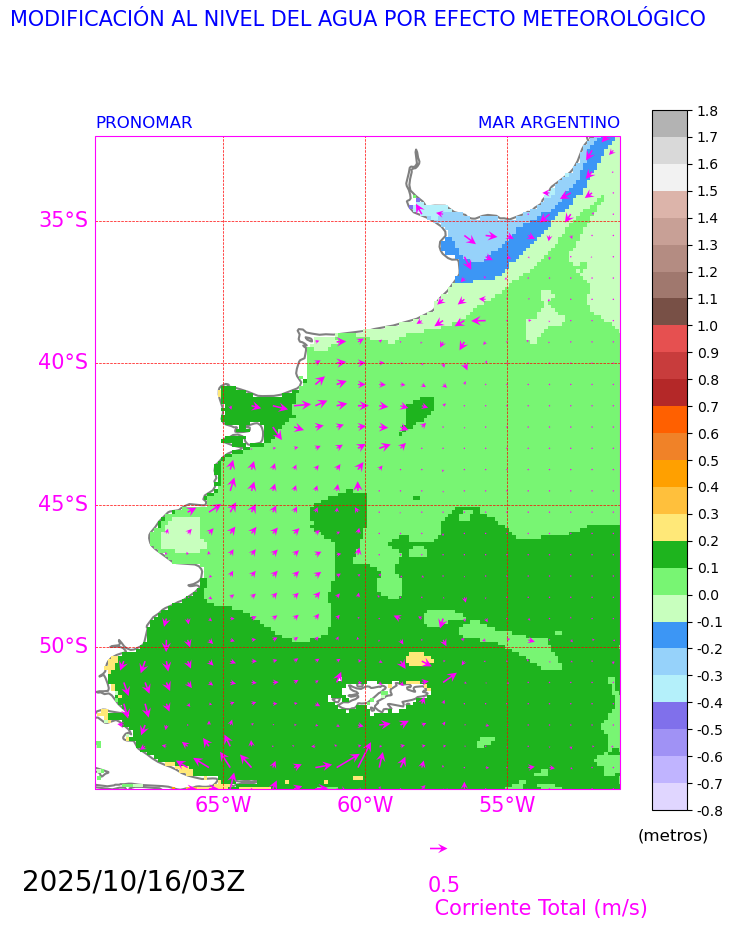 MODIFICACIÓN AL NIVEL DEL AGUA POR EFECTO METEOROLÓGICO
PRONOMAR
MAR ARGENTINO
35°S
40°S
45°S
50°S
65°W
60°W
55°W
1.8
1.7
1.6
1.5
1.4
1.3
1.2
1.1
1.0
0.9
0.8
0.7
0.6
0.5
0.4
0.3
0.2
0.1
0.0
-0.1
-0.2
-0.3
-0.4
-0.5
-0.6
-0.7
-0.8
(metros)
2025/10/16/03Z
0.5
Corriente Total (m/s)